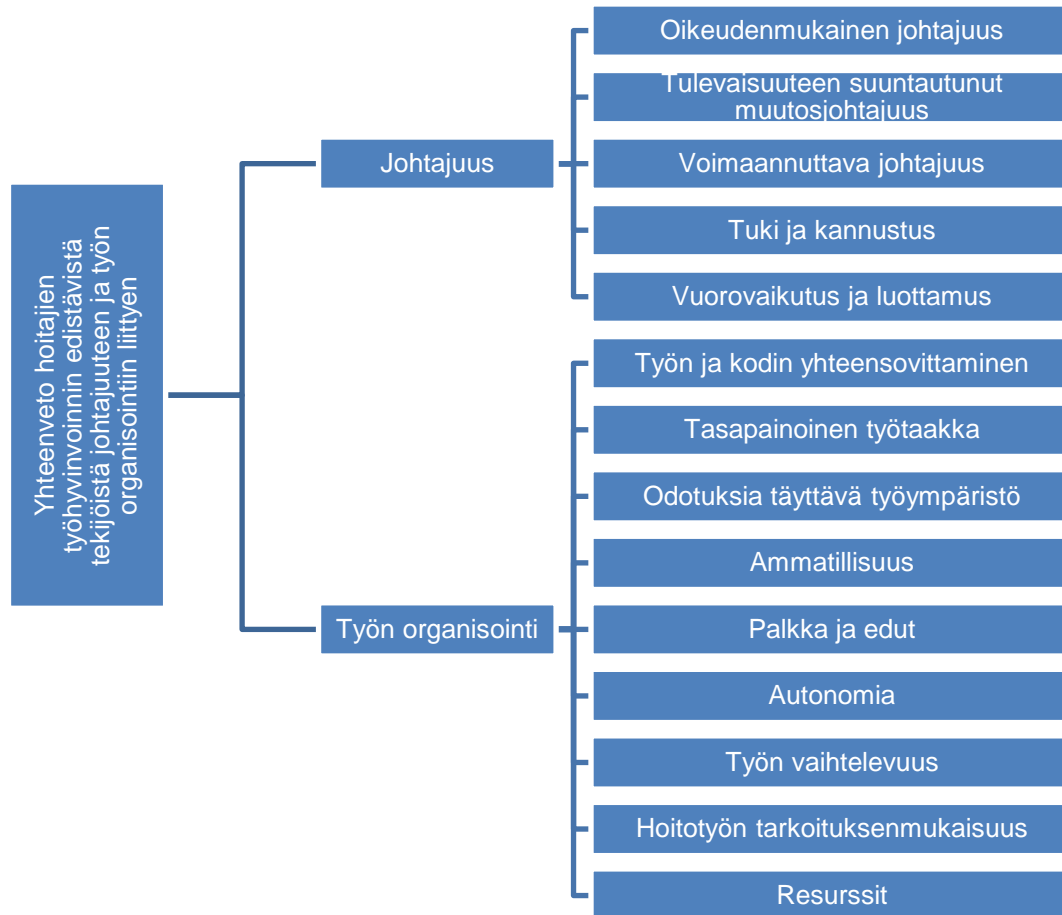 Yhteenveto hoitajien
työhyvinvoinnin edistävistä
tekijöistä johtajuuteen ja työn
organisointiin liittyen
Johtajuus
Oikeudenmukainen johtajuus
Tulevaisuuteen suuntautunut
muutosjohtajuus
Voimaannuttava johtajuus
Tuki ja kannustus
Vuorovaikutus ja luottamus
Työn organisointi
Työn ja kodin yhteensovittaminen
Tasapainoinen työtaakka
Odotuksia täyttävä työympäristö
Ammatillisuus
Palkka ja edut
Autonomia
Työn vaihtelevuus
Hoitotyön tarkoituksenmukaisuus
Resurssit